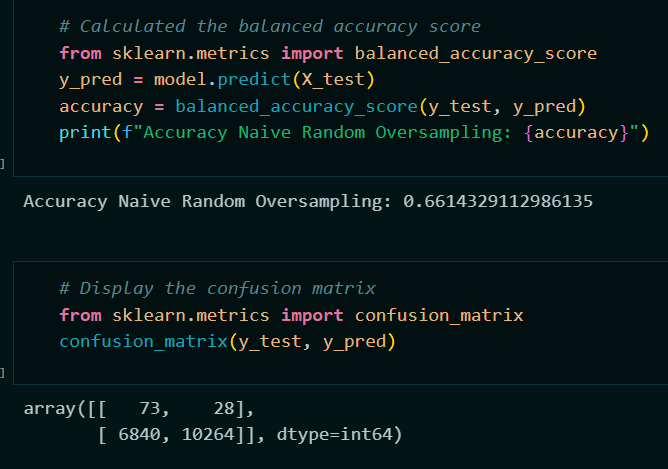 # Calculated the balanced accuracy score
from sklearn.metrics import balanced_accuracy_score
y_pred = model.predict(X_test)
accuracy = balanced_accuracy_score(y_test, y_pred)
print(f"Accuracy Naive Random Oversampling: {accuracy}")
]
Accuracy Naive Random Oversampling: 0.6614329112986135
# Display the confusion matrix
from sklearn.metrics import confusion_matrix
confusion_matrix(y_test, y_pred)
]
array([[   73,    28],
       [ 6840, 10264]], dtype=int64)